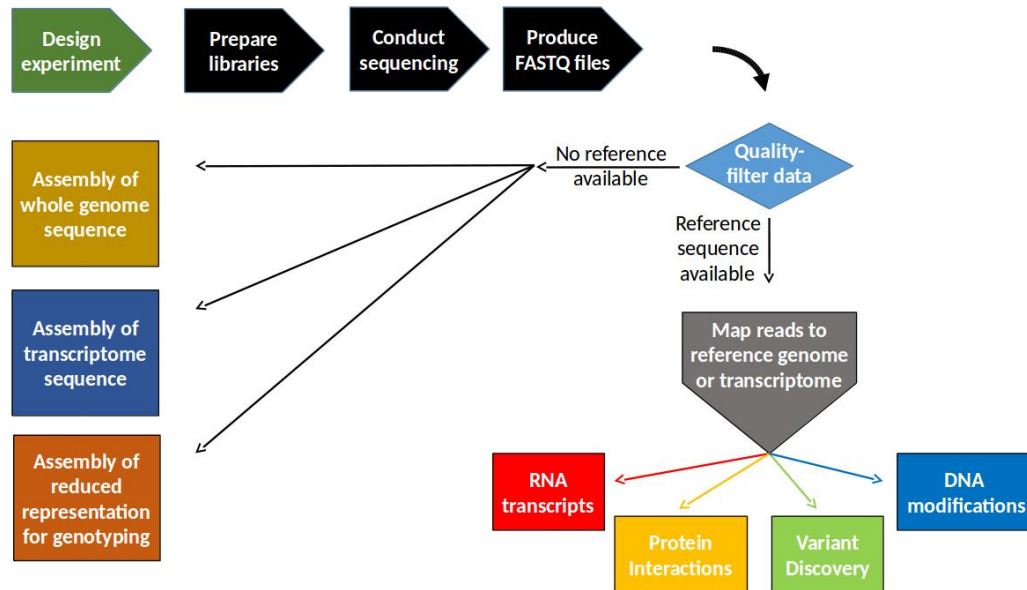 Design
experiment
Prepare
libraries
Conduct
sequencing
Produce
FASTQ files
Quality-
filter data
No reference
available
Reference
sequence
available
Assembly of
whole genome
sequence
Assembly of
transcriptome
sequence
Assembly of
reduced
representation
for genotyping
Map reads to
reference genome
or transcriptome
RNA
transcripts
Protein
Interactions
Variant
Discovery
DNA
modifications